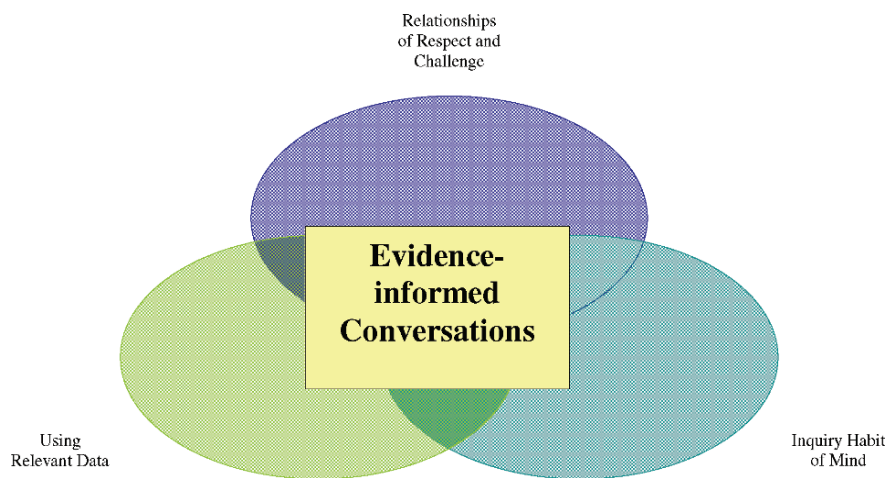 Relationships
of Respect and
Challenge
Evidence-
informed
Conversations
Using
Relevant Data
Inquiry Habit
of Mind